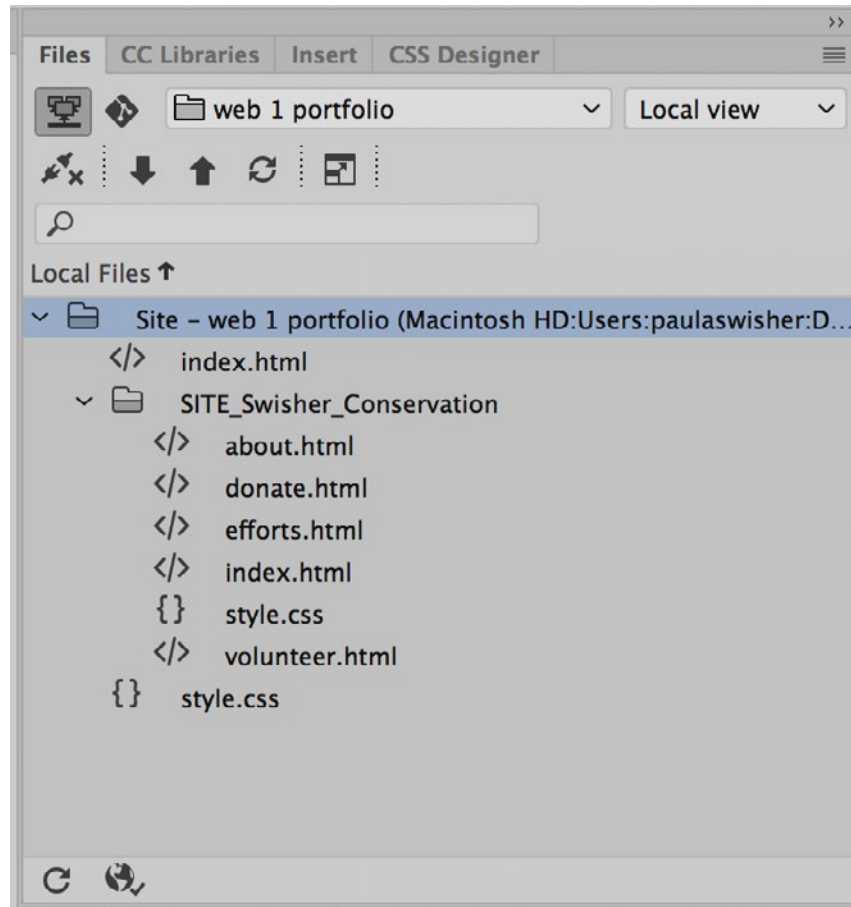 Files CC Libraries Insert CSS Designer
web 1 portfolio Local view
Local Files
Site – web 1 portfolio (Macintosh HD:Users:paulaswisher:D...
index.html
SITE_Swisher_Conservation
about.html
donate.html
efforts.html
index.html
style.css
volunteer.html
style.css